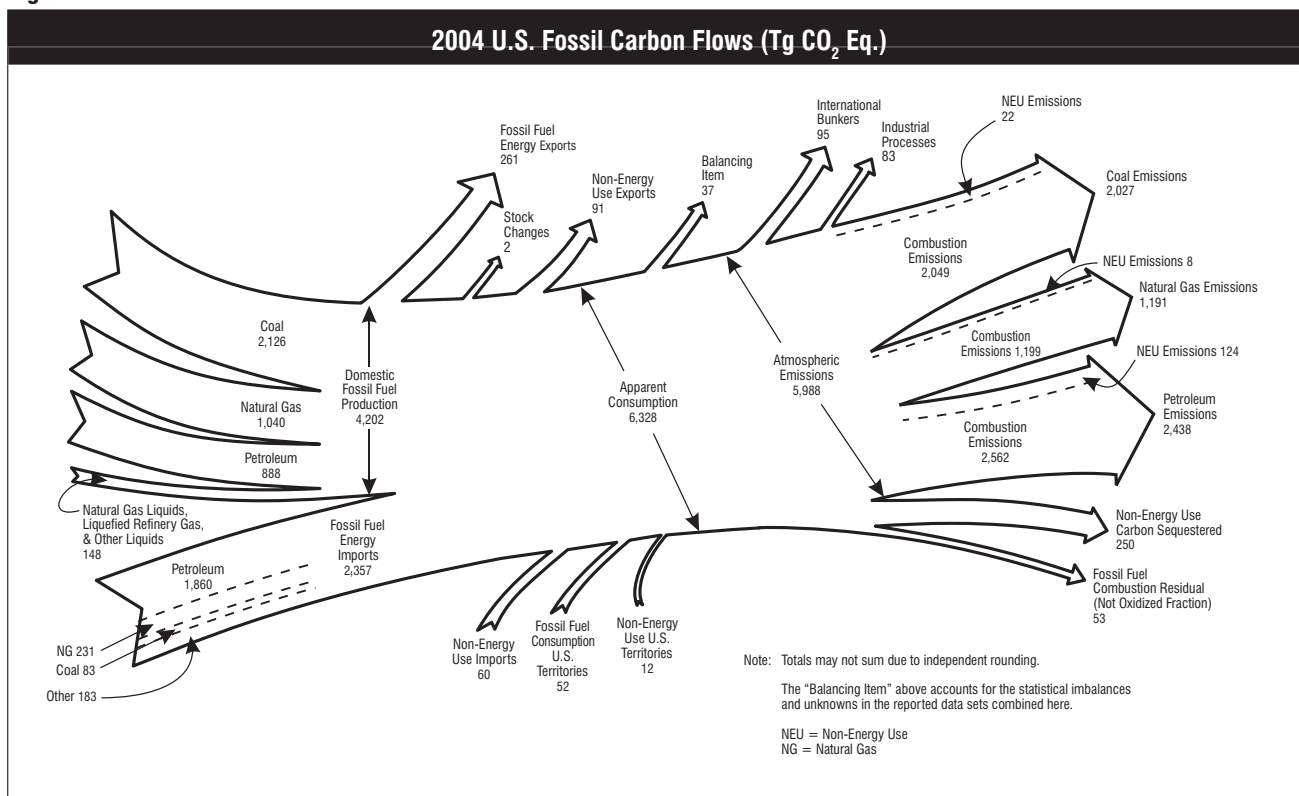 2004 U.S. Fossil Carbon Flows (Tg CO₂ Eq.)
Fossil Fuel
Energy Exports
261
Stock
Changes
2
Non-Energy
Use Exports
91
Balancing
Item
37
International
Bunkers
95
Industrial
Processes
83
NEU Emissions
22
Coal Emissions
2,027
Combustion
Emissions
2,049
NEU Emissions 8
Natural Gas Emissions
1,191
Combustion
Emissions 1,199
NEU Emissions 124
Petroleum
Emissions
2,438
Combustion
Emissions
2,562
Coal
2,126
Natural Gas
1,040
Petroleum
888
Natural Gas Liquids,
Liquefied Refinery Gas,
& Other Liquids
148
Domestic
Fossil Fuel
Production
4,202
Apparent
Consumption
6,328
Atmospheric
Emissions
5,988
Fossil Fuel
Energy
Imports
2,357
Petroleum
1,860
NG 231
Coal 83
Other 183
Non-Energy
Use Imports
60
Fossil Fuel
Consumption
U.S.
Territories
52
Non-Energy
Use U.S.
Territories
12
Non-Energy Use
Carbon Sequestered
250
Fossil Fuel
Combustion Residual
(Not Oxidized Fraction)
53
Note: Totals may not sum due to independent rounding.
The “Balancing Item” above accounts for the statistical imbalances
and unknowns in the reported data sets combined here.
NEU = Non-Energy Use
NG = Natural Gas